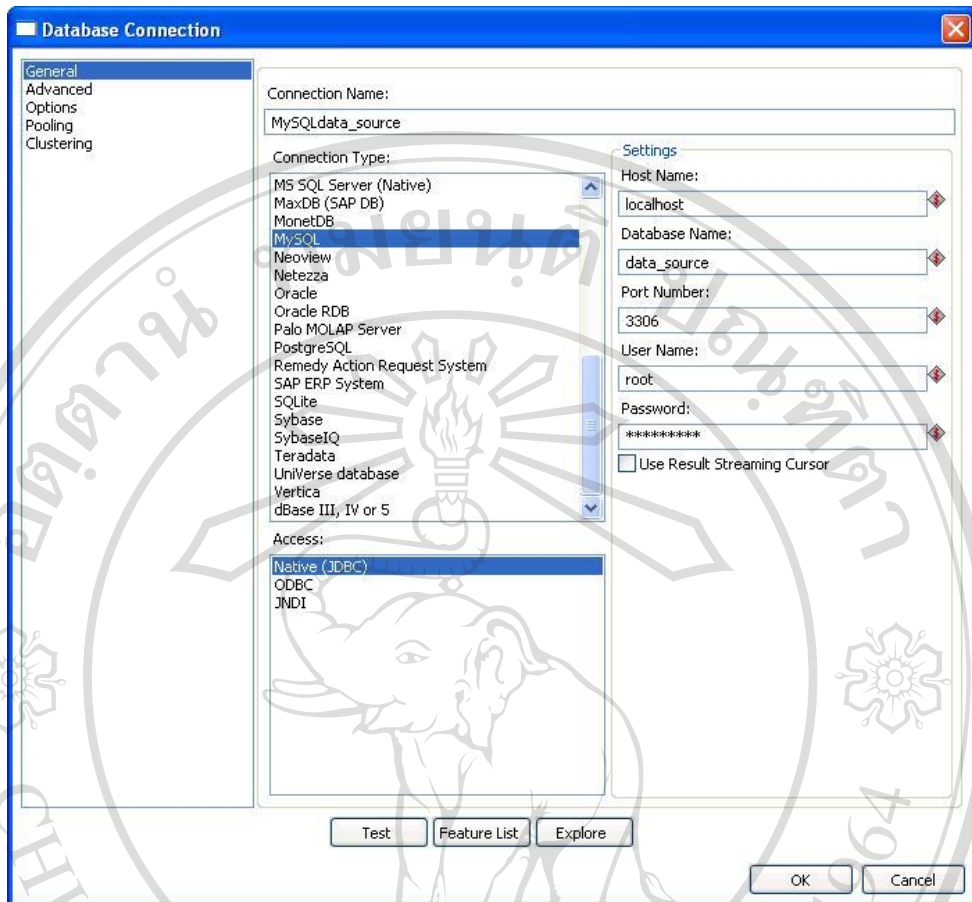 Database Connection
General
Advanced
Options
Pooling
Clustering
Connection Name:
MySQLdata_source
Connection Type:
MS SQL Server (Native)
MaxDB (SAP DB)
MonetDB
MySQL
Neoview
Netezza
Oracle
Oracle RDB
Palo MOLAP Server
PostgreSQL
Remedy Action Request System
SAP ERP System
SQLite
Sybase
SybaseIQ
Teradata
UniVerse database
Vertica
dBase III, IV or 5
Access:
Native (JDBC)
ODBC
JNDI
Settings
Host Name:
localhost
Database Name:
data_source
Port Number:
3306
User Name:
root
Password:
*********
Use Result Streaming Cursor
Test
Feature List
Explore
OK
Cancel
1964